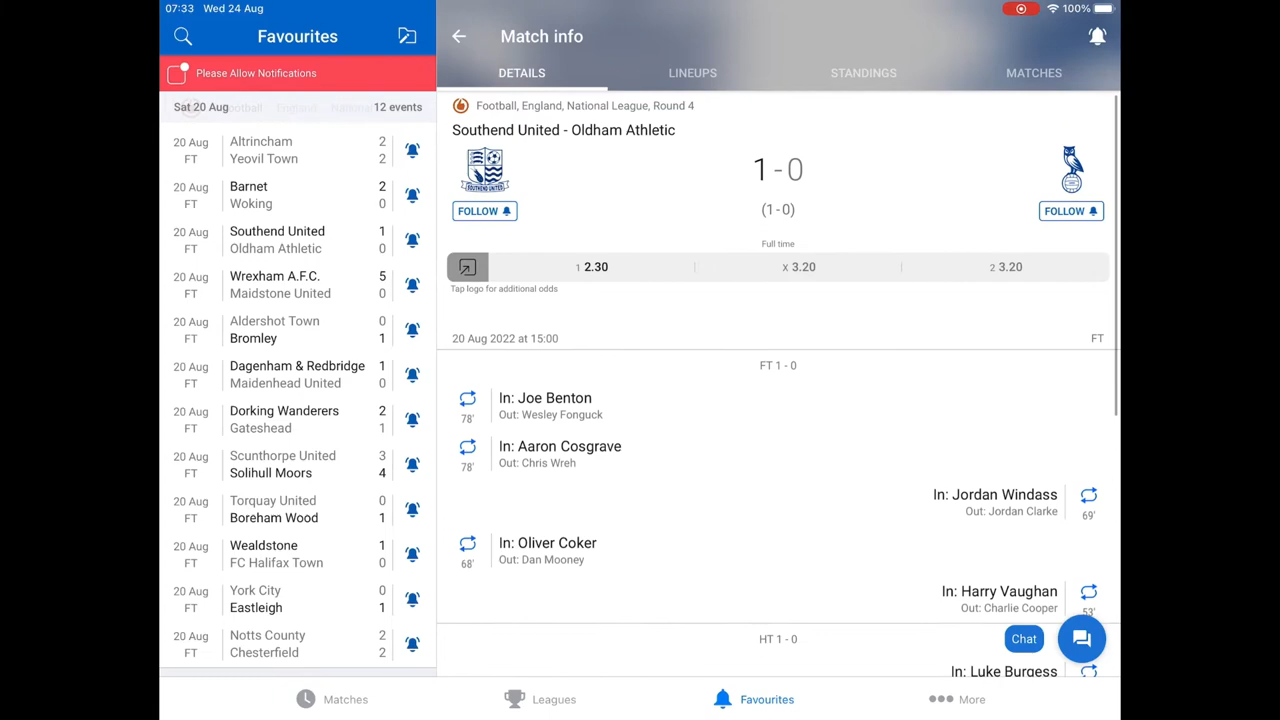 07:33 Wed 24 Aug
100%
Favourites
Please Allow Notifications
Sat 20 Aug
12 events
20 Aug Altrincham 2
FT Yeovil Town 2
20 Aug Barnet 2
FT Woking 0
20 Aug Southend United 1
FT Oldham Athletic 0
20 Aug Wrexham A.F.C. 5
FT Maidstone United 0
20 Aug Aldershot Town 0
FT Bromley 1
20 Aug Dagenham & Redbridge 1
FT Maidenhead United 0
20 Aug Dorking Wanderers 2
FT Gateshead 1
20 Aug Scunthorpe United 3
FT Solihull Moors 4
20 Aug Torquay United 0
FT Boreham Wood 1
20 Aug Wealdstone 1
FT FC Halifax Town 0
20 Aug York City 0
FT Eastleigh 1
20 Aug Notts County 2
FT Chesterfield 2
Match info
DETAILS LINEUPS STANDINGS MATCHES
Football, England, National League, Round 4
Southend United - Oldham Athletic
SOUTHEND UNITED
1 - 0
FOLLOW (1-0) FOLLOW
Full time
1 2.30 X 3.20 2 3.20
Tap logo for additional odds
20 Aug 2022 at 15:00 FT
FT 1 - 0
In: Joe Benton
78' Out: Wesley Fonguck
In: Aaron Cosgrave
78' Out: Chris Wreh
In: Jordan Windass
Out: Jordan Clarke 69'
In: Oliver Coker
68' Out: Dan Mooney
In: Harry Vaughan
Out: Charlie Cooper 53'
HT 1 - 0
Chat
In: Luke Burgess
Matches Leagues Favourites More